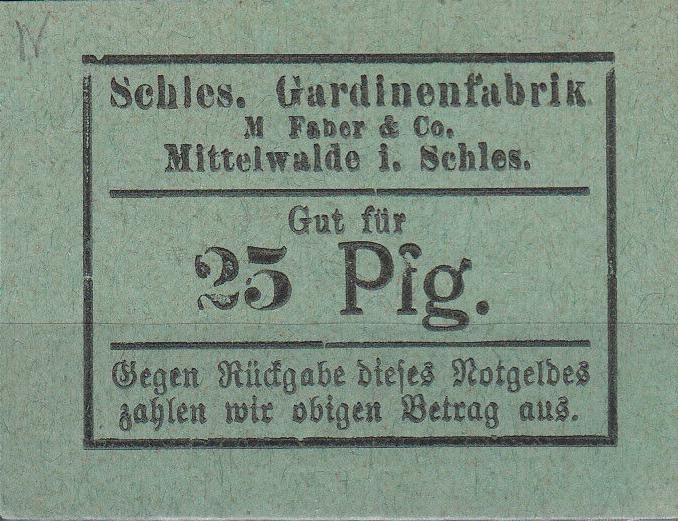 Schles. Gardinenfabrik
M Faber & Co.
Mittelwalde i. Schles.
Gut für
25 Pfg.
Gegen Rückgabe dieses Notgeldes
zahlen wir obigen Betrag aus.